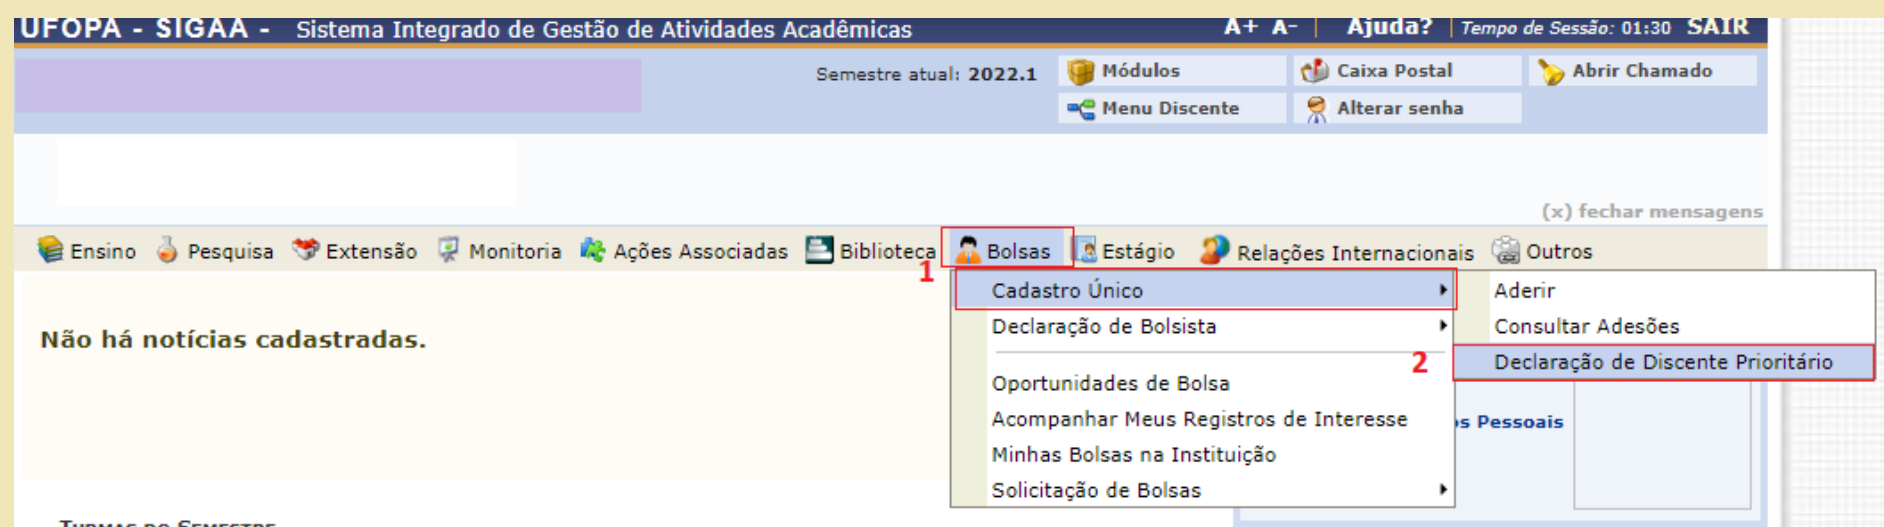 UFOPA - SIGAA - Sistema Integrado de Gestão de Atividades Acadêmicas
A+ A- | Ajuda? | Tempo de Sessão: 01:30 SAIR
Semestre atual: 2022.1
Módulos
Caixa Postal
Abrir Chamado
Menu Discente
Alterar senha
(x) fechar mensagens
Ensino Pesquisa Extensão Monitoria Ações Associadas Biblioteca Bolsas Estágio Relações Internacionais Outros
1
Cadastro Único
Declaração de Bolsista
Oportunidades de Bolsa
Acompanhar Meus Registros de Interesse
Minhas Bolsas na Instituição
Solicitação de Bolsas
Aderir
Consultar Adesões
2
Declaração de Discente Prioritário
Não há notícias cadastradas.
os Pessoais
Turmas do Semestre